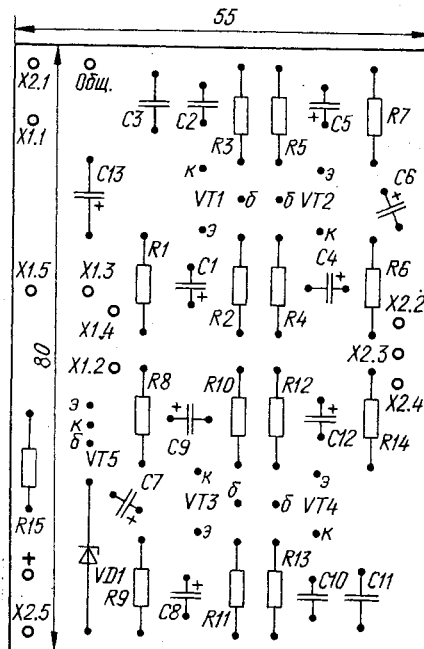 55
X2.1
Общ.
X1.1
C3
C2
R3
R5
C5
R7
К
VT1
б
б
VT2
э
C6
C13
э
к
X1.5
X1.3
R1
C1
R2
R4
C4
R6
X1.4
X2.2
80
X1.2
X2.3
X2.4
R8
R10
R12
э
к
б
C9
C12
R14
VT5
C7
К
VT3
б
б
VT4
э
R15
э
к
+
VD1
R13
R9
C8
R11
C10
C11
X2.5